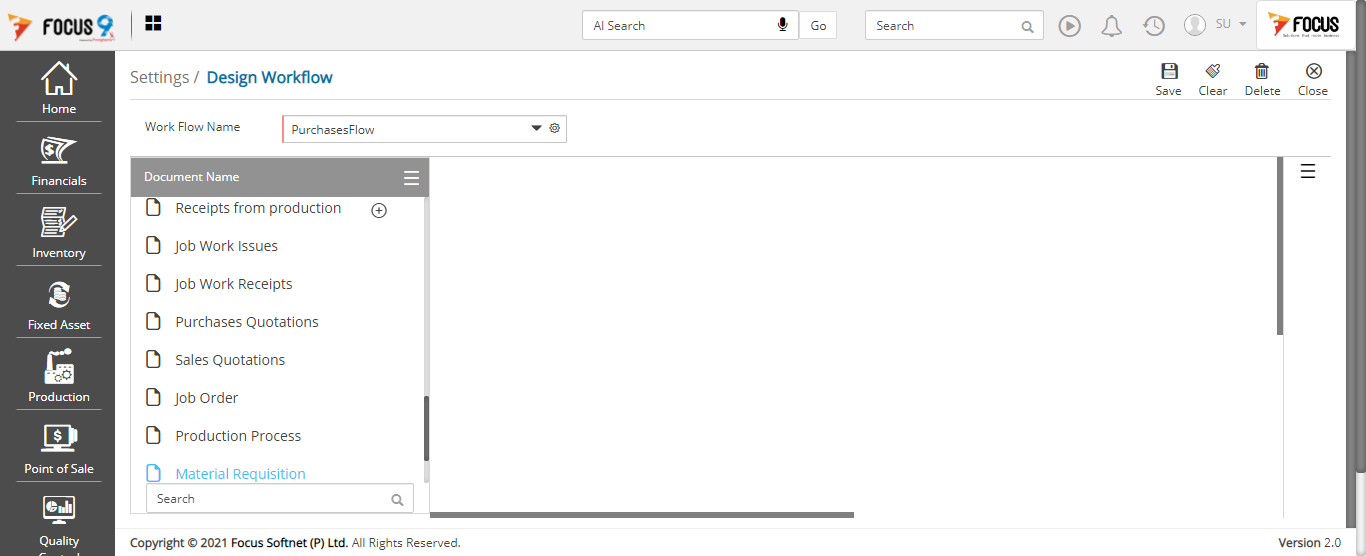 FOCUS 9
AI Search
Go
Search
SU
FOCUS
Settings / Design Workflow
Save
Clear
Delete
Close
Home
Work Flow Name
PurchasesFlow
Financials
Document Name
Receipts from production
Inventory
Job Work Issues
Job Work Receipts
Fixed Asset
Purchases Quotations
Sales Quotations
Production
Job Order
Production Process
Point of Sale
Material Requisition
Search
Quality
Copyright © 2021 Focus Softnet (P) Ltd. All Rights Reserved.
Version 2.0